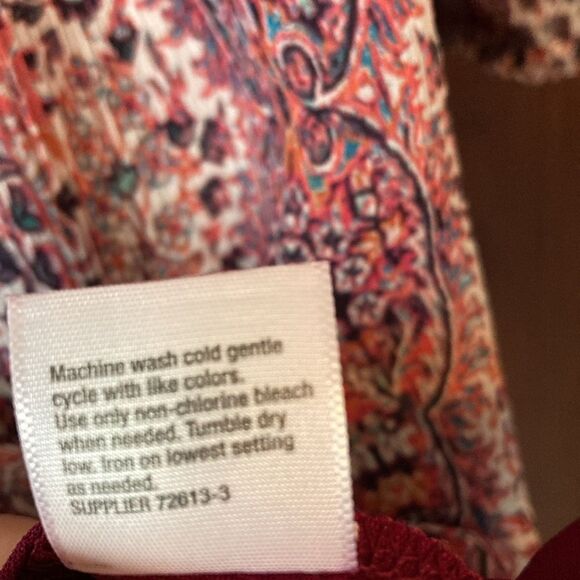 Machine wash cold gentle
cycle with like colors.
Use only non-chlorine bleach
when needed. Tumble dry
low. Iron on lowest setting
as needed.
SUPPLIER 72613-3